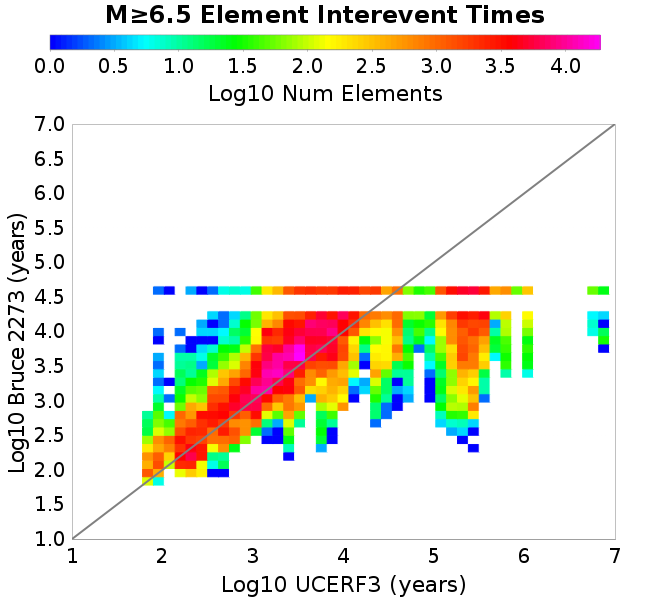 M≥6.5 Element Interevent Times
0.0 0.5 1.0 1.5 2.0 2.5 3.0 3.5 4.0
Log10 Num Elements
7.0
6.5
6.0
5.5
5.0
4.5
4.0
3.5
3.0
2.5
2.0
1.5
1.0
Log10 Bruce 2273 (years)
1 2 3 4 5 6 7
Log10 UCERF3 (years)